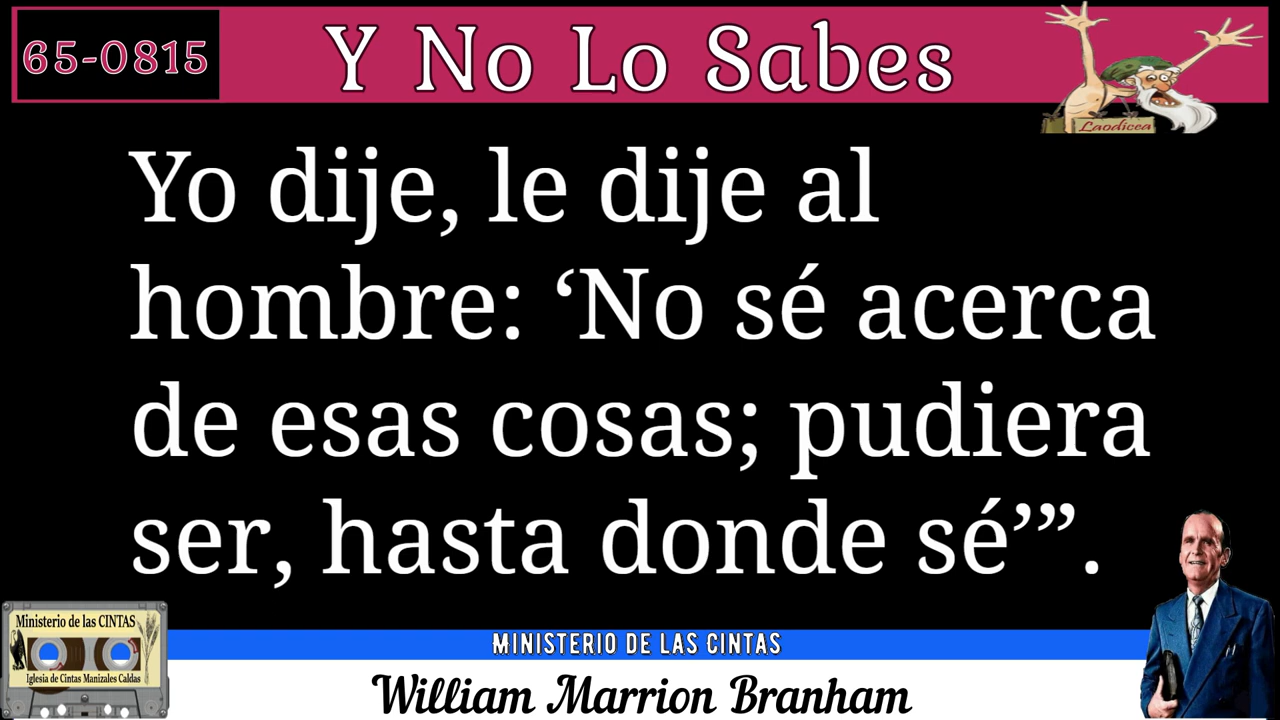 65-0815
Y No Lo Sabes
Laodicea
Yo dije, le dije al
hombre: ‘No sé acerca
de esas cosas; pudiera
ser, hasta donde sé’”.
Ministerio de las CINTAS
Iglesia de Cintas Manizales Caldas
MINISTERIO DE LAS CINTAS
William Marrion Branham